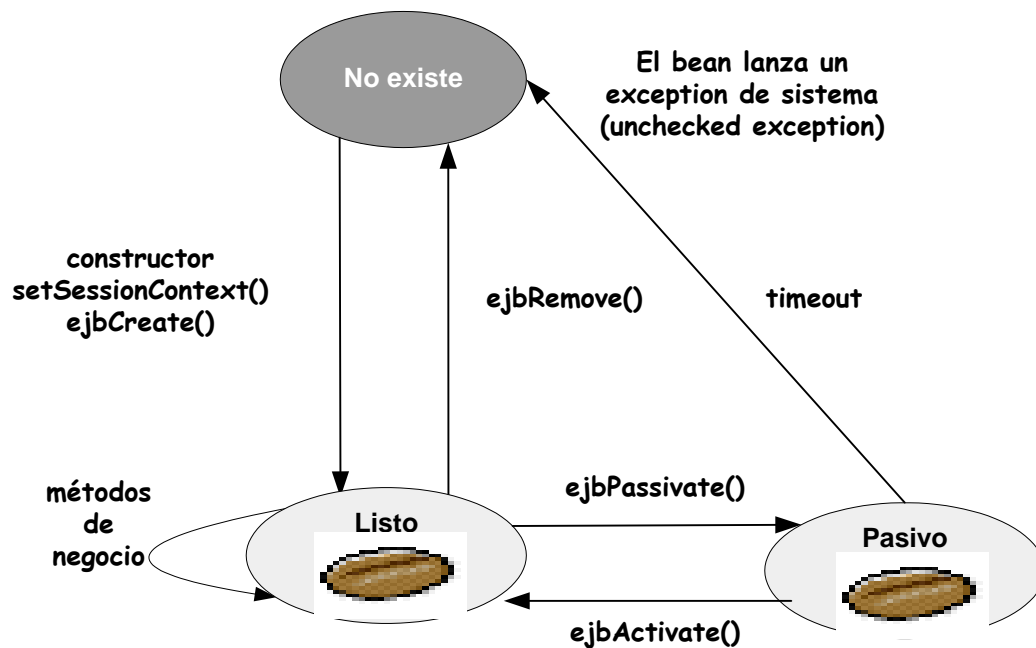 No existe
El bean lanza un
exception de sistema
(unchecked exception)
constructor
setSessionContext()
ejbCreate()
ejbRemove()
timeout
métodos
de
negocio
Listo
ejbPassivate()
Pasivo
ejbActivate()